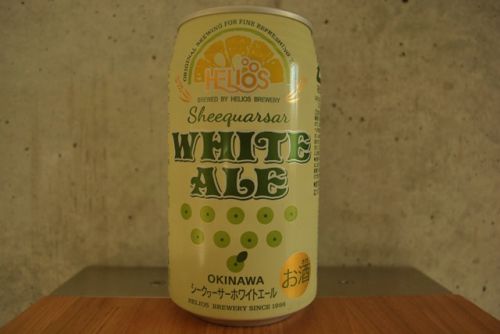 ORIGINAL BREWING FOR FINE REFRESHING
HELIOS
BREWED BY HELIOS BREWERY
Sheequarsar
WHITE
ALE
OKINAWA
お酒
シークヮーサーホワイトエール
HELIOS BREWERY SINCE 1996